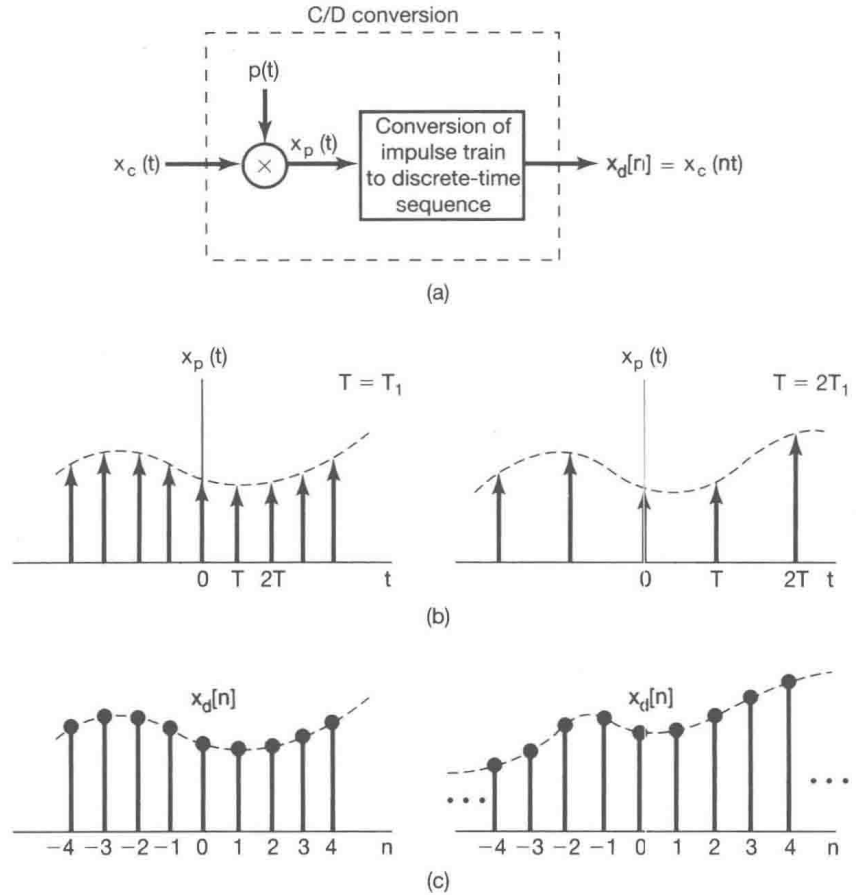 C/D conversion
p(t)
x_c (t)
×
x_p (t)
Conversion of
impulse train
to discrete-time
sequence
x_d[n] = x_c (nt)
(a)
x_p (t)
T = T_1
0 T 2T t
x_p (t)
T = 2T_1
0 T 2T t
(b)
x_d[n]
-4 -3 -2 -1 0 1 2 3 4 n
x_d[n]
-4 -3 -2 -1 0 1 2 3 4 n
(c)